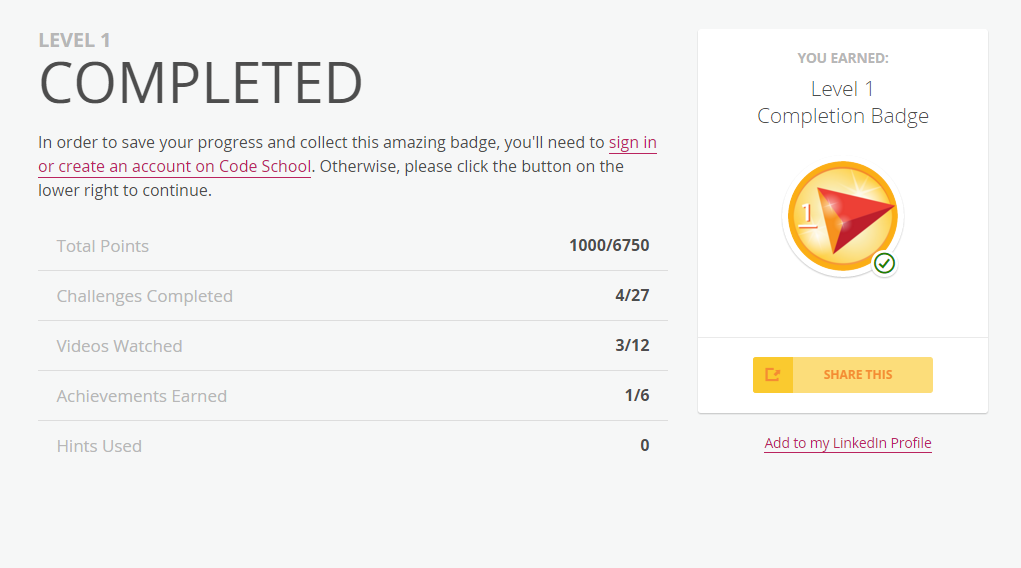 LEVEL 1
COMPLETED
In order to save your progress and collect this amazing badge, you'll need to sign in
or create an account on Code School. Otherwise, please click the button on the
lower right to continue.
Total Points 1000/6750
Challenges Completed 4/27
Videos Watched 3/12
Achievements Earned 1/6
Hints Used 0
YOU EARNED:
Level 1
Completion Badge
1
SHARE THIS
Add to my LinkedIn Profile